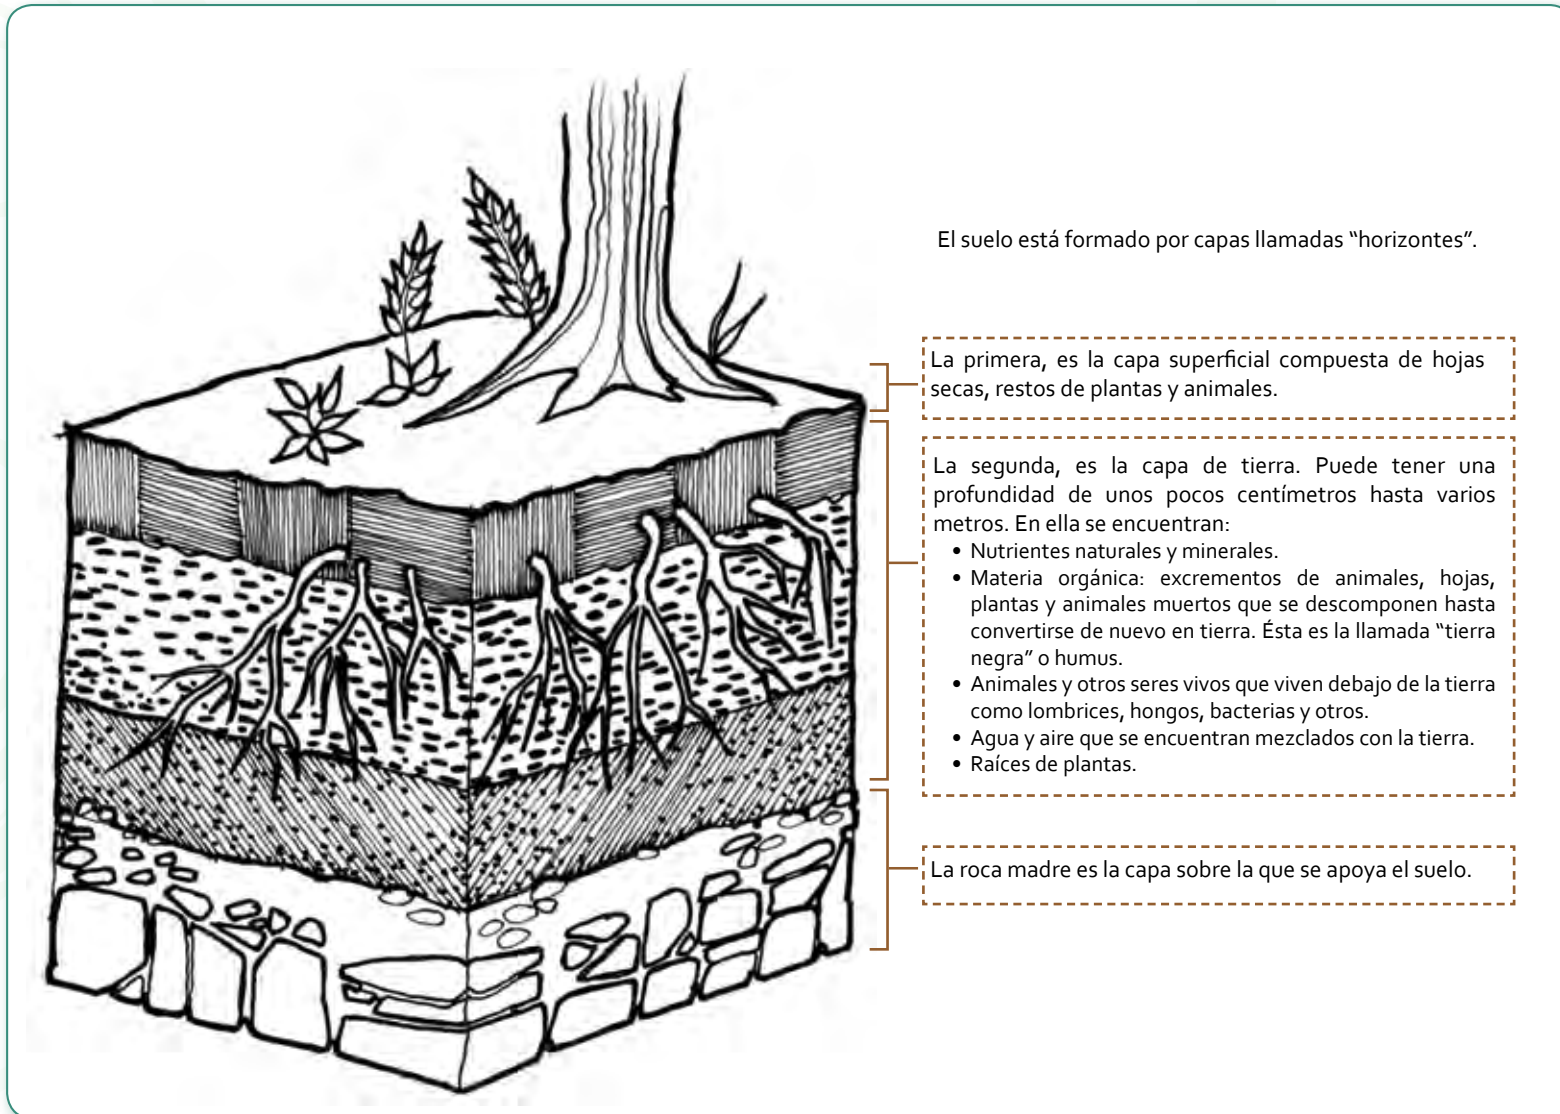 El suelo está formado por capas llamadas “horizontes”.
La primera, es la capa superficial compuesta de hojas
secas, restos de plantas y animales.
La segunda, es la capa de tierra. Puede tener una
profundidad de unos pocos centímetros hasta varios
metros. En ella se encuentran:
• Nutrientes naturales y minerales.
• Materia orgánica: excrementos de animales, hojas,
plantas y animales muertos que se descomponen hasta
convertirse de nuevo en tierra. Ésta es la llamada “tierra
negra” o humus.
• Animales y otros seres vivos que viven debajo de la tierra
como lombrices, hongos, bacterias y otros.
• Agua y aire que se encuentran mezclados con la tierra.
• Raíces de plantas.
La roca madre es la capa sobre la que se apoya el suelo.